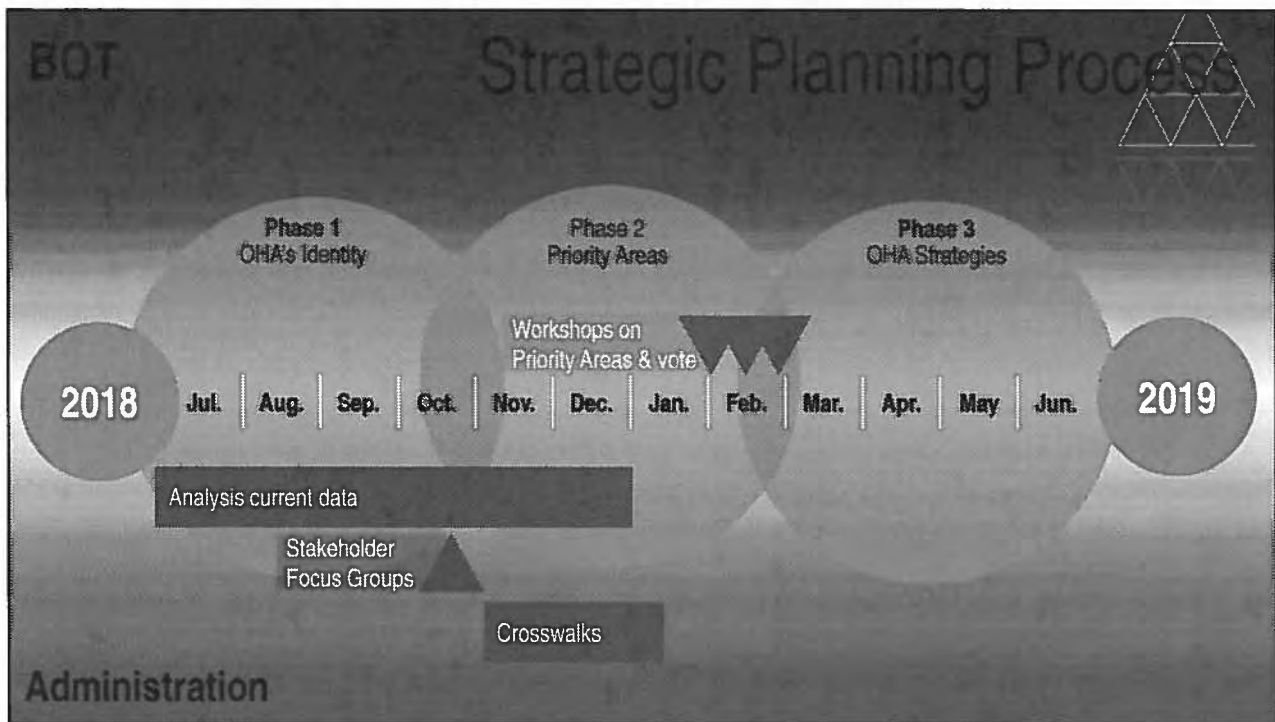 BOT
Strategic Planning Process
Phase 1
OHA's Identity
Phase 2
Priority Areas
Phase 3
OHA Strategies
Workshops on
Priority Areas & vote
2018
Jul. Aug. Sep. Oct. Nov. Dec. Jan. Feb. Mar. Apr. May Jun.
2019
Analysis current data
Stakeholder
Focus Groups
Crosswalks
Administration